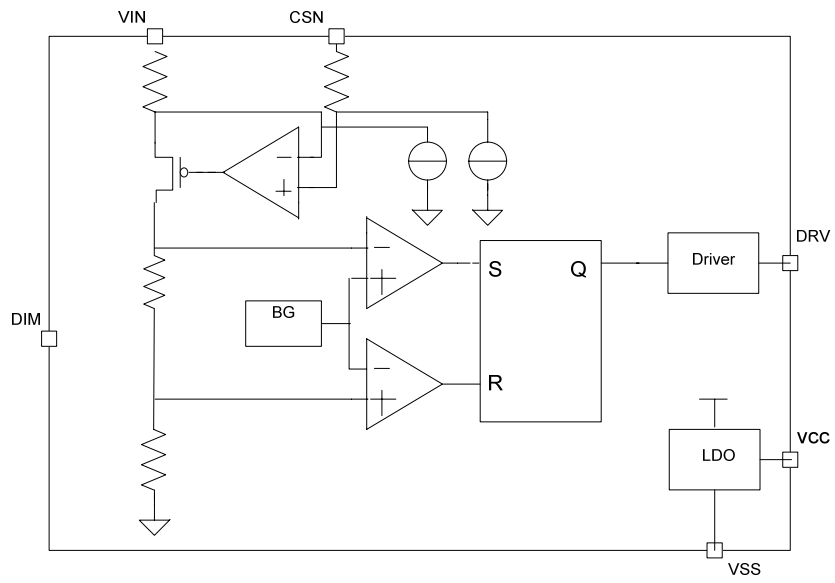 VIN
CSN
−
+
−
+
S
Q
Driver
DRV
DIM
BG
−
+
R
VCC
LDO
VSS